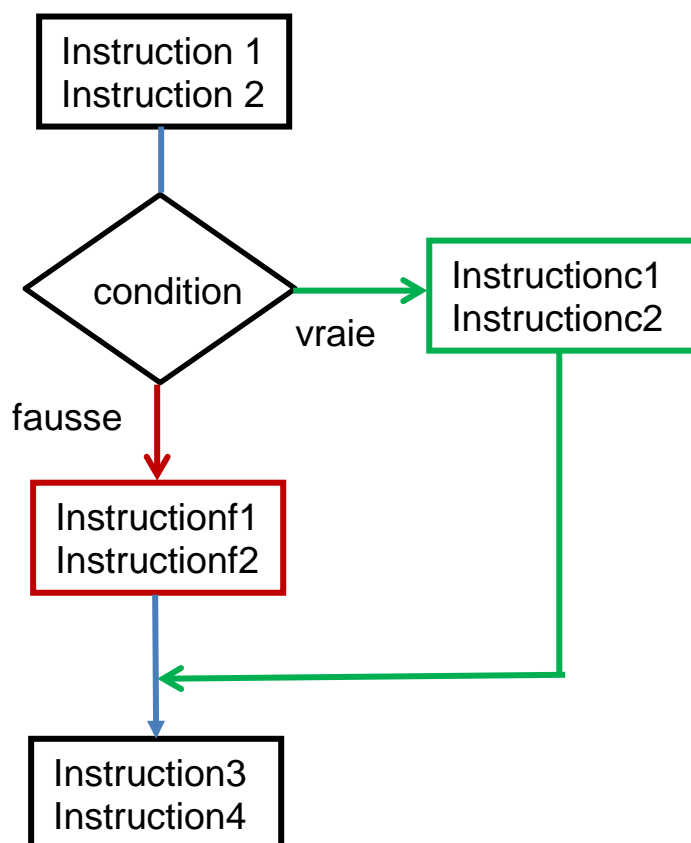 Instruction 1
Instruction 2
condition
vraie
Instructionc1
Instructionc2
fausse
Instructionf1
Instructionf2
Instruction3
Instruction4